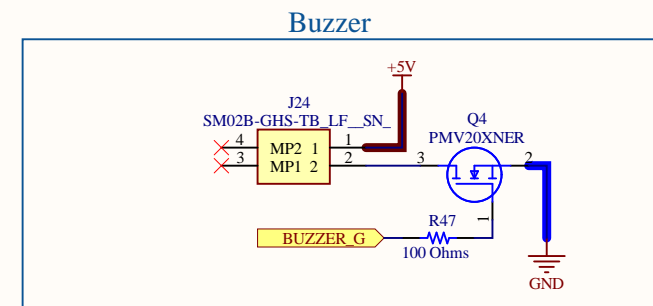 Buzzer
+5V
J24
SM02B-GHS-TB_LF__SN_
Q4
PMV20XNER
4 MP2 1 1
3 MP1 2 2
3
2
1
R47
BUZZER_G
100 Ohms
GND